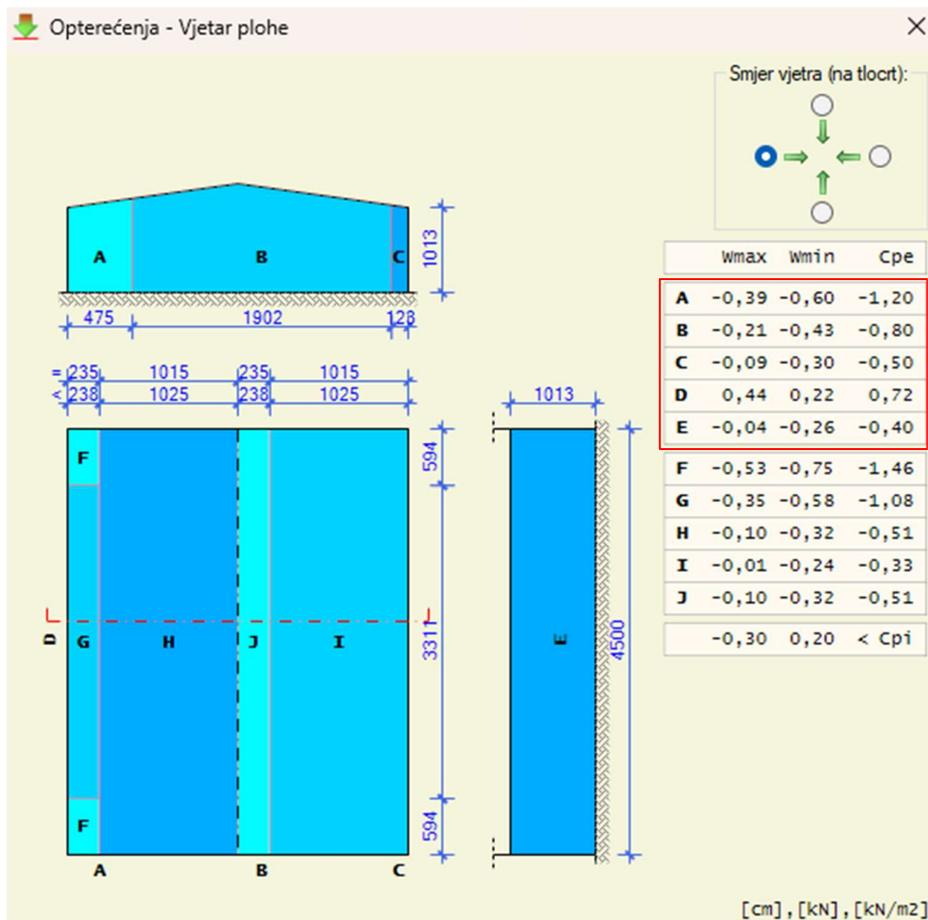 Opterećenja - Vjetar plohe
Smjer vjetra (na tlocrt):
A B C
1013
475 1902 128
= 235 1015 235 1015
< 238 1025 238 1025
1013
F
594
D G H J I
3311
E
4500
F
594
A B C
Wmax Wmin Cpe
A -0,39 -0,60 -1,20
B -0,21 -0,43 -0,80
C -0,09 -0,30 -0,50
D 0,44 0,22 0,72
E -0,04 -0,26 -0,40
F -0,53 -0,75 -1,46
G -0,35 -0,58 -1,08
H -0,10 -0,32 -0,51
I -0,01 -0,24 -0,33
J -0,10 -0,32 -0,51
-0,30 0,20 < Cpi
[cm],[kN],[kN/m2]